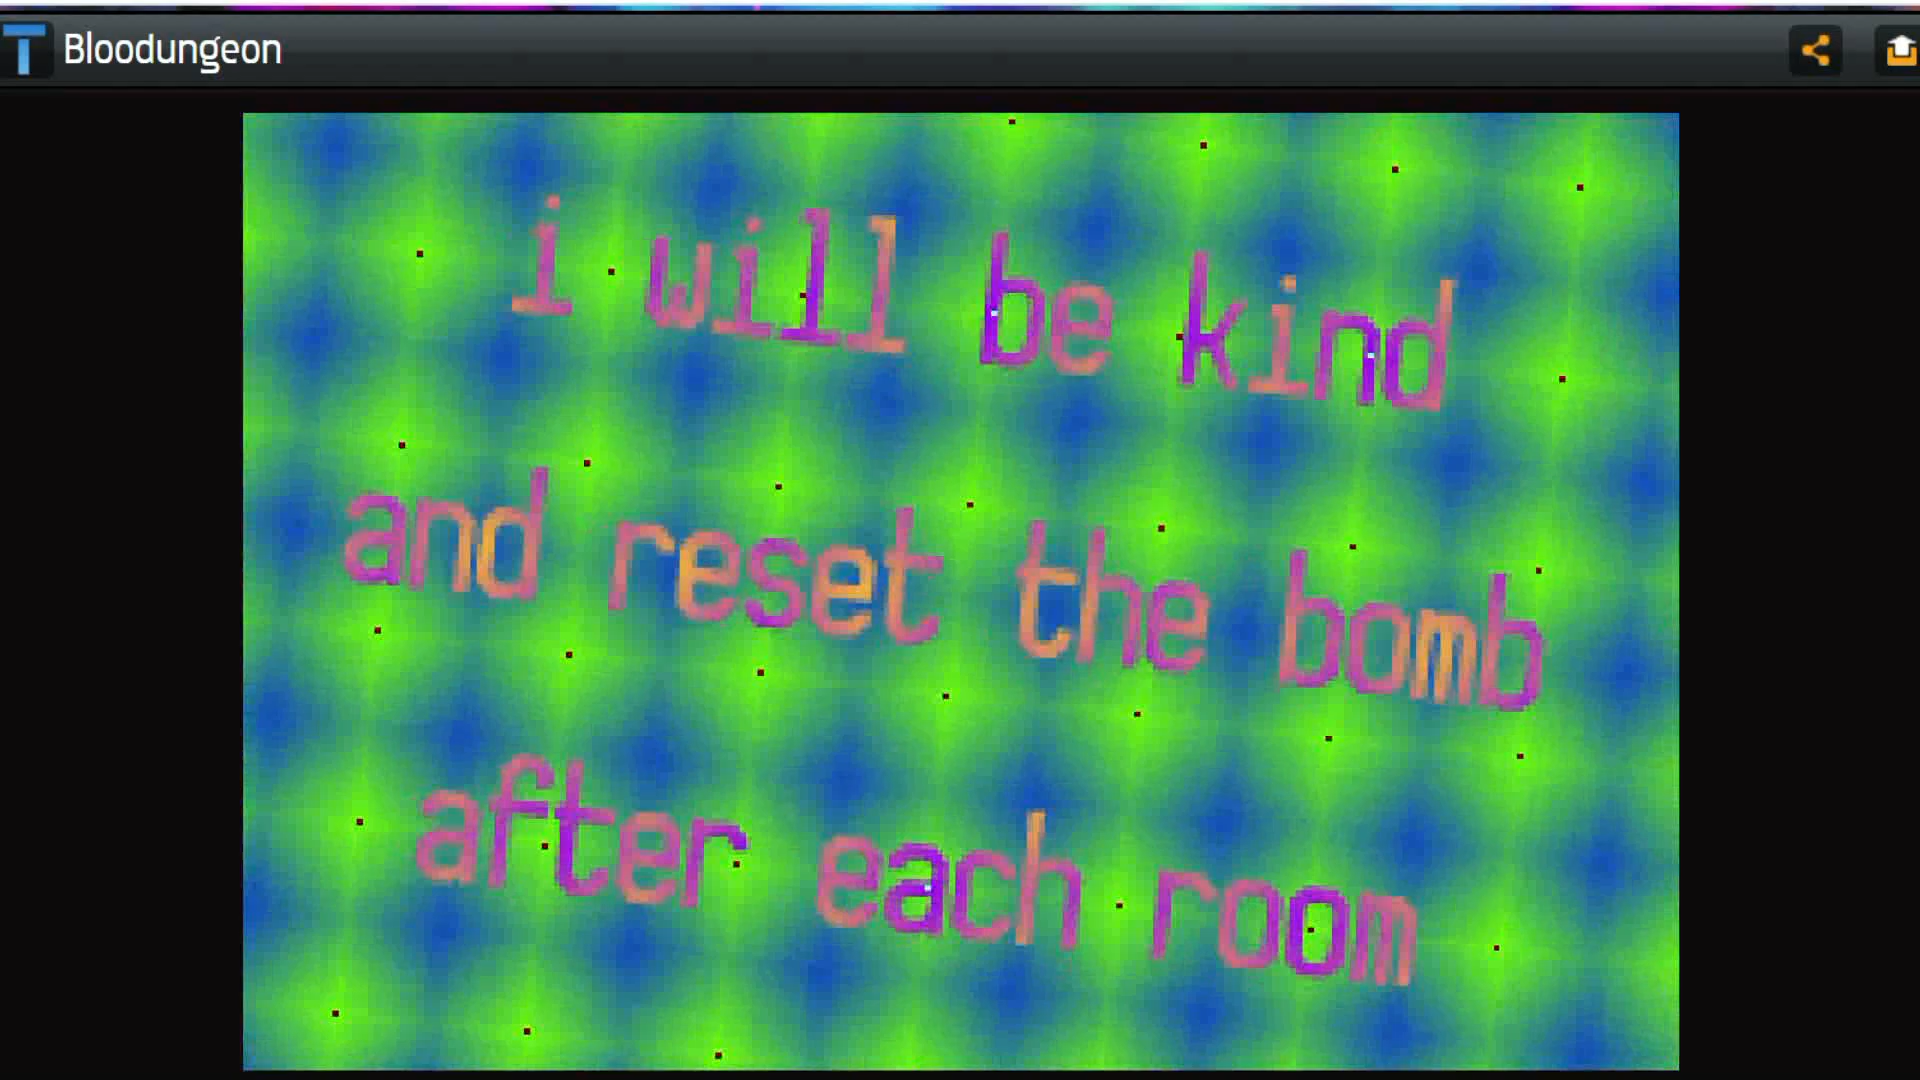 Bloodungeon
i will be kind
and reset the bomb
after each room